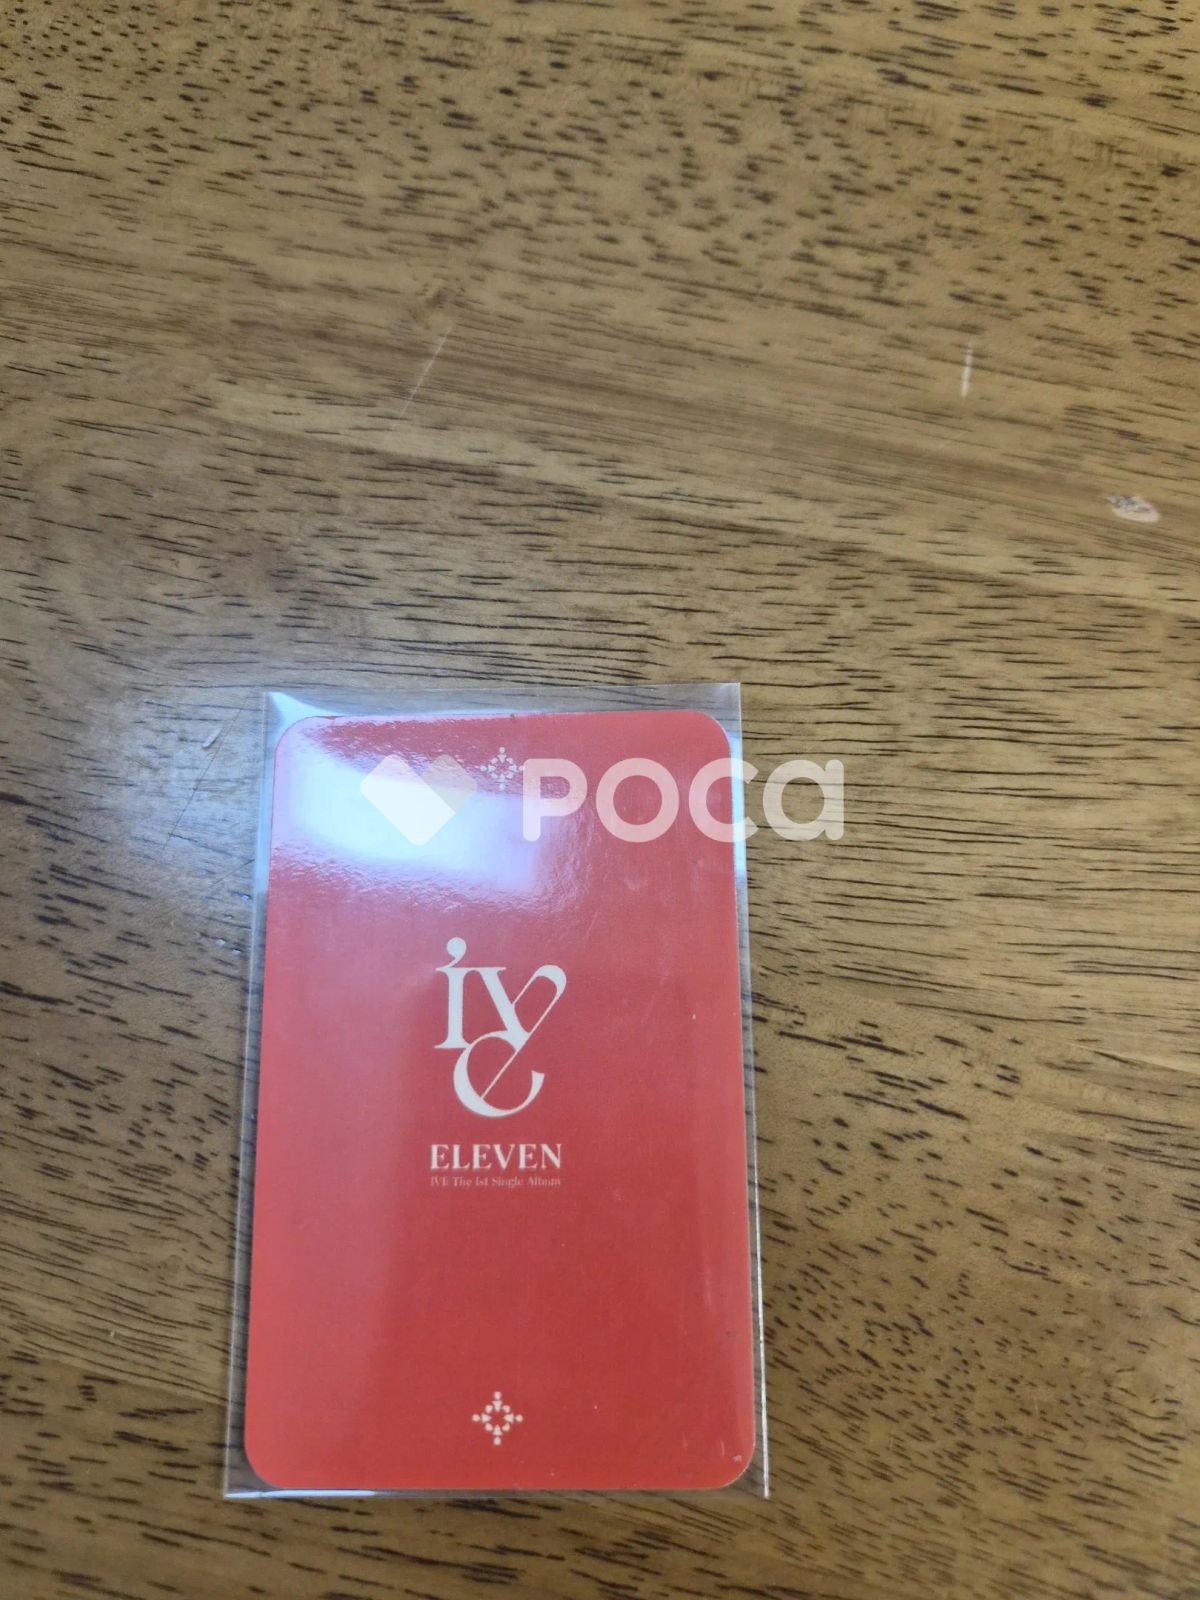 POCA
IVE
ELEVEN
IVE The 1st Single Album